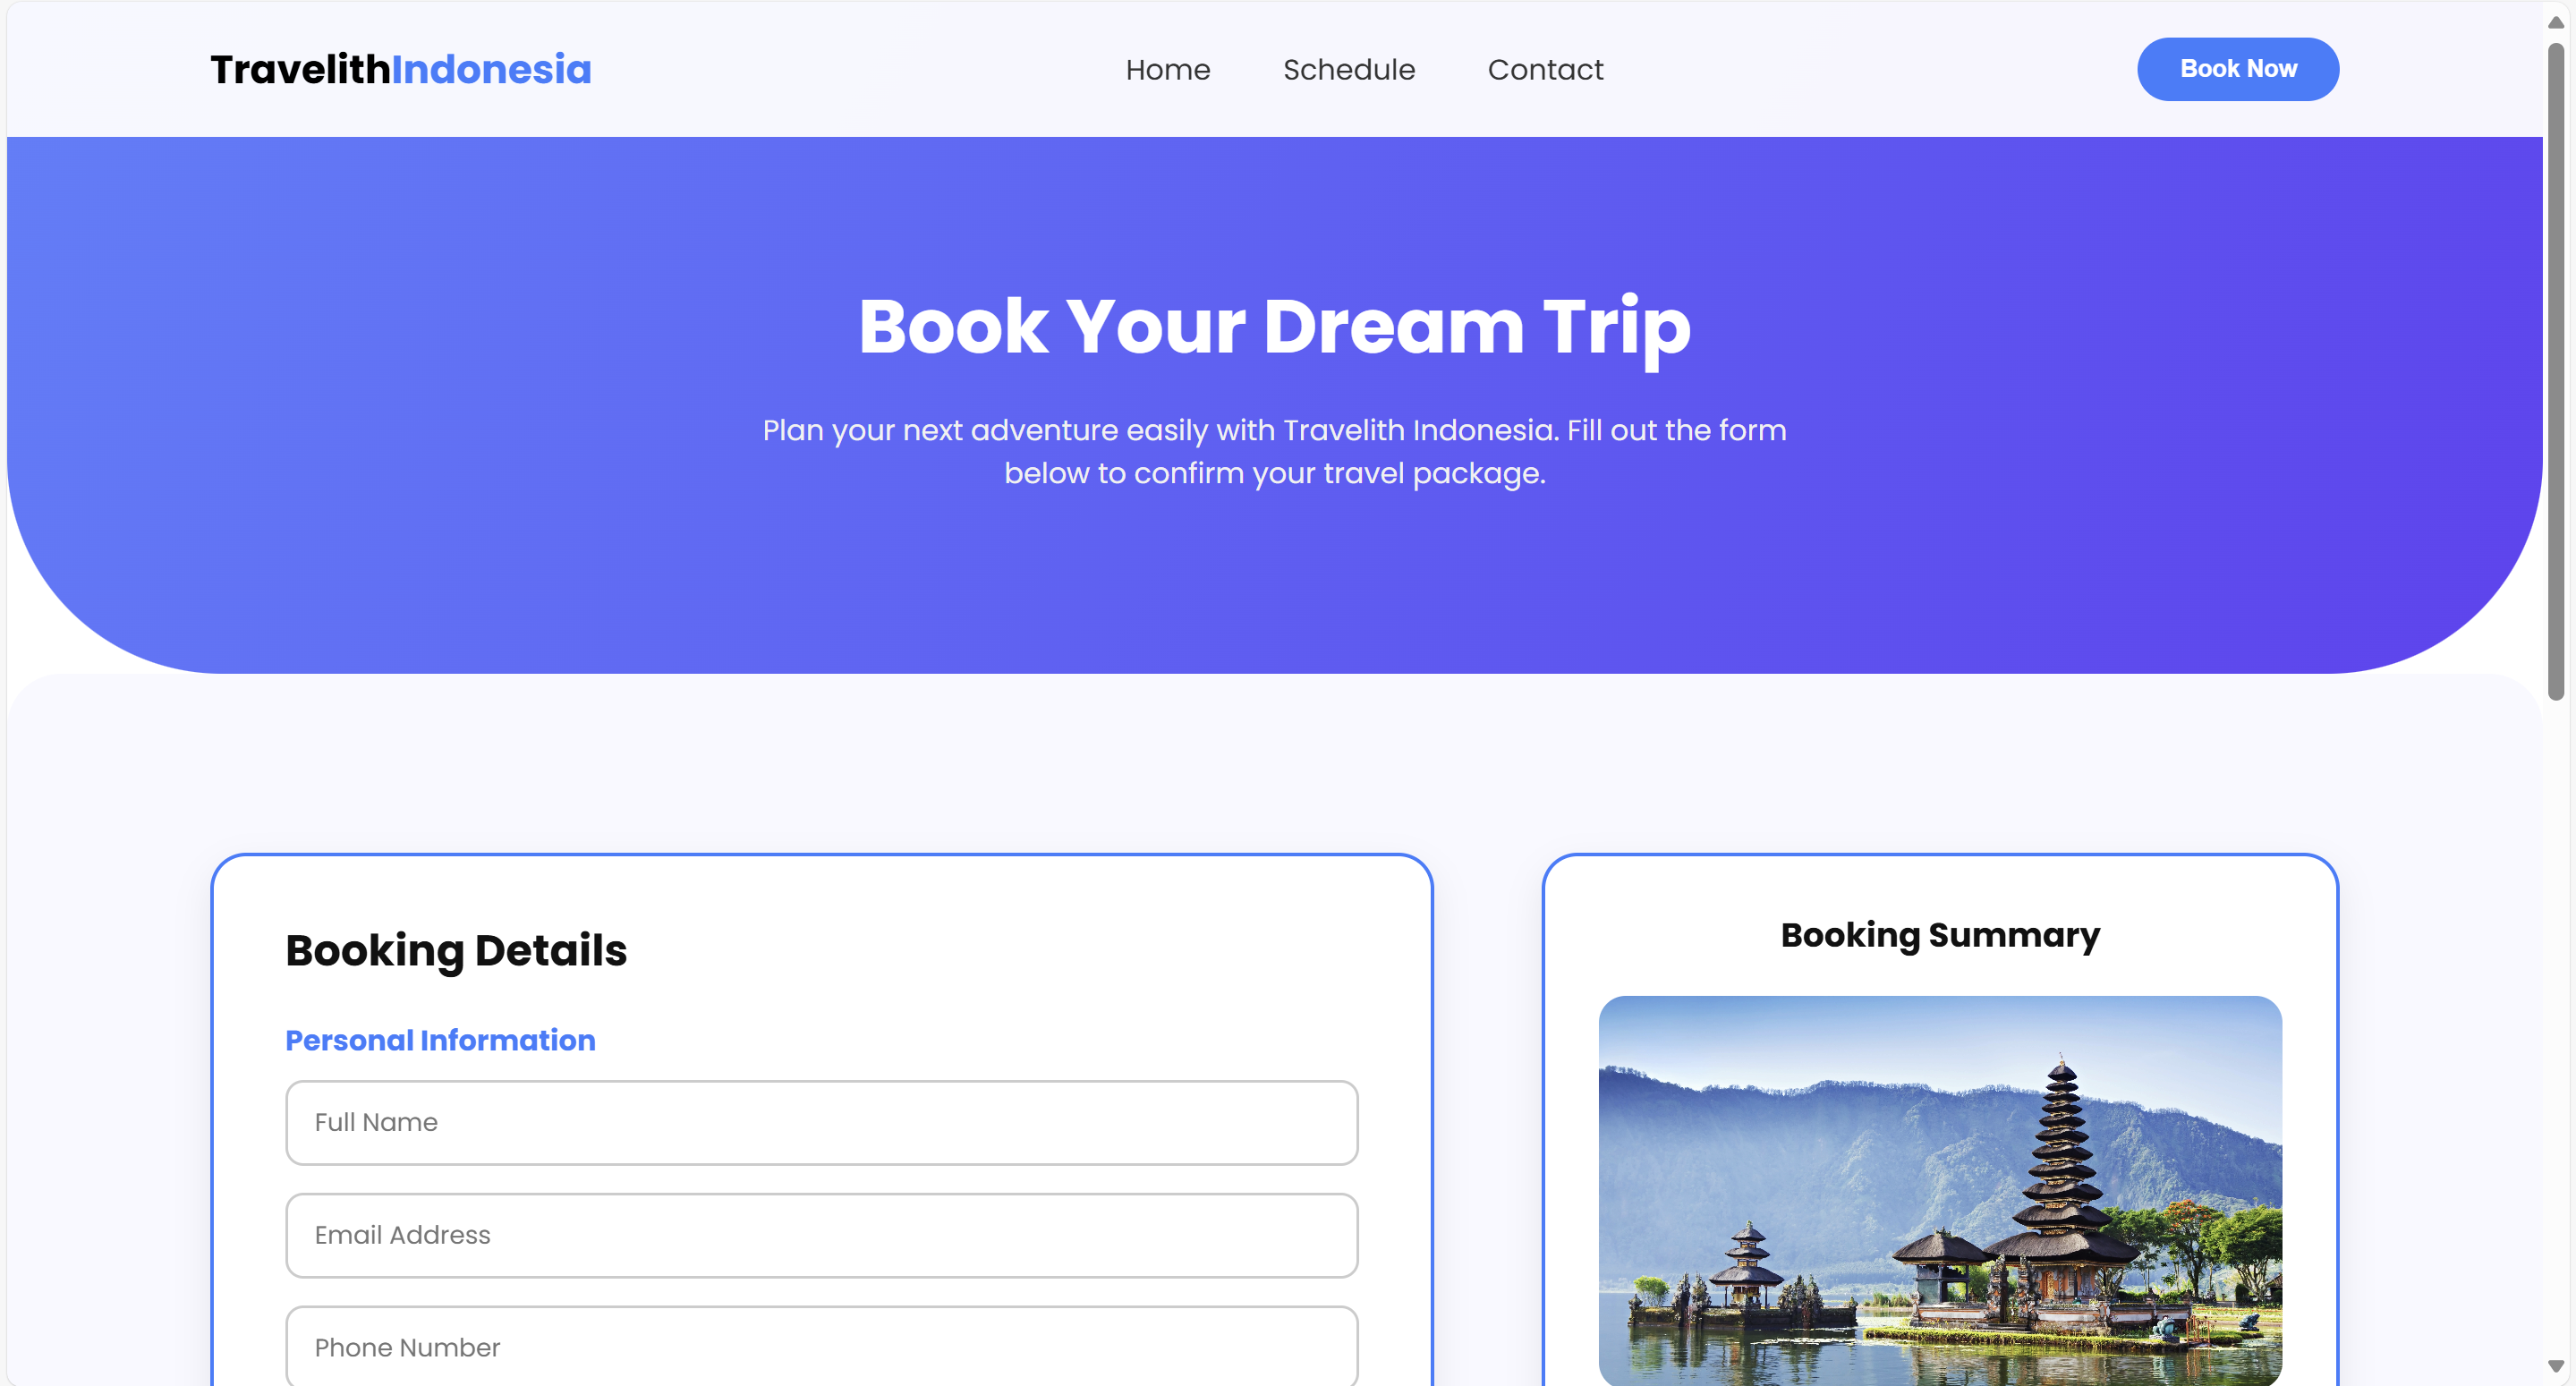 TravelithIndonesia
Home
Schedule
Contact
Book Now
Book Your Dream Trip
Plan your next adventure easily with Travelith Indonesia. Fill out the form
below to confirm your travel package.
Booking Details
Personal Information
Full Name
Email Address
Phone Number
Booking Summary